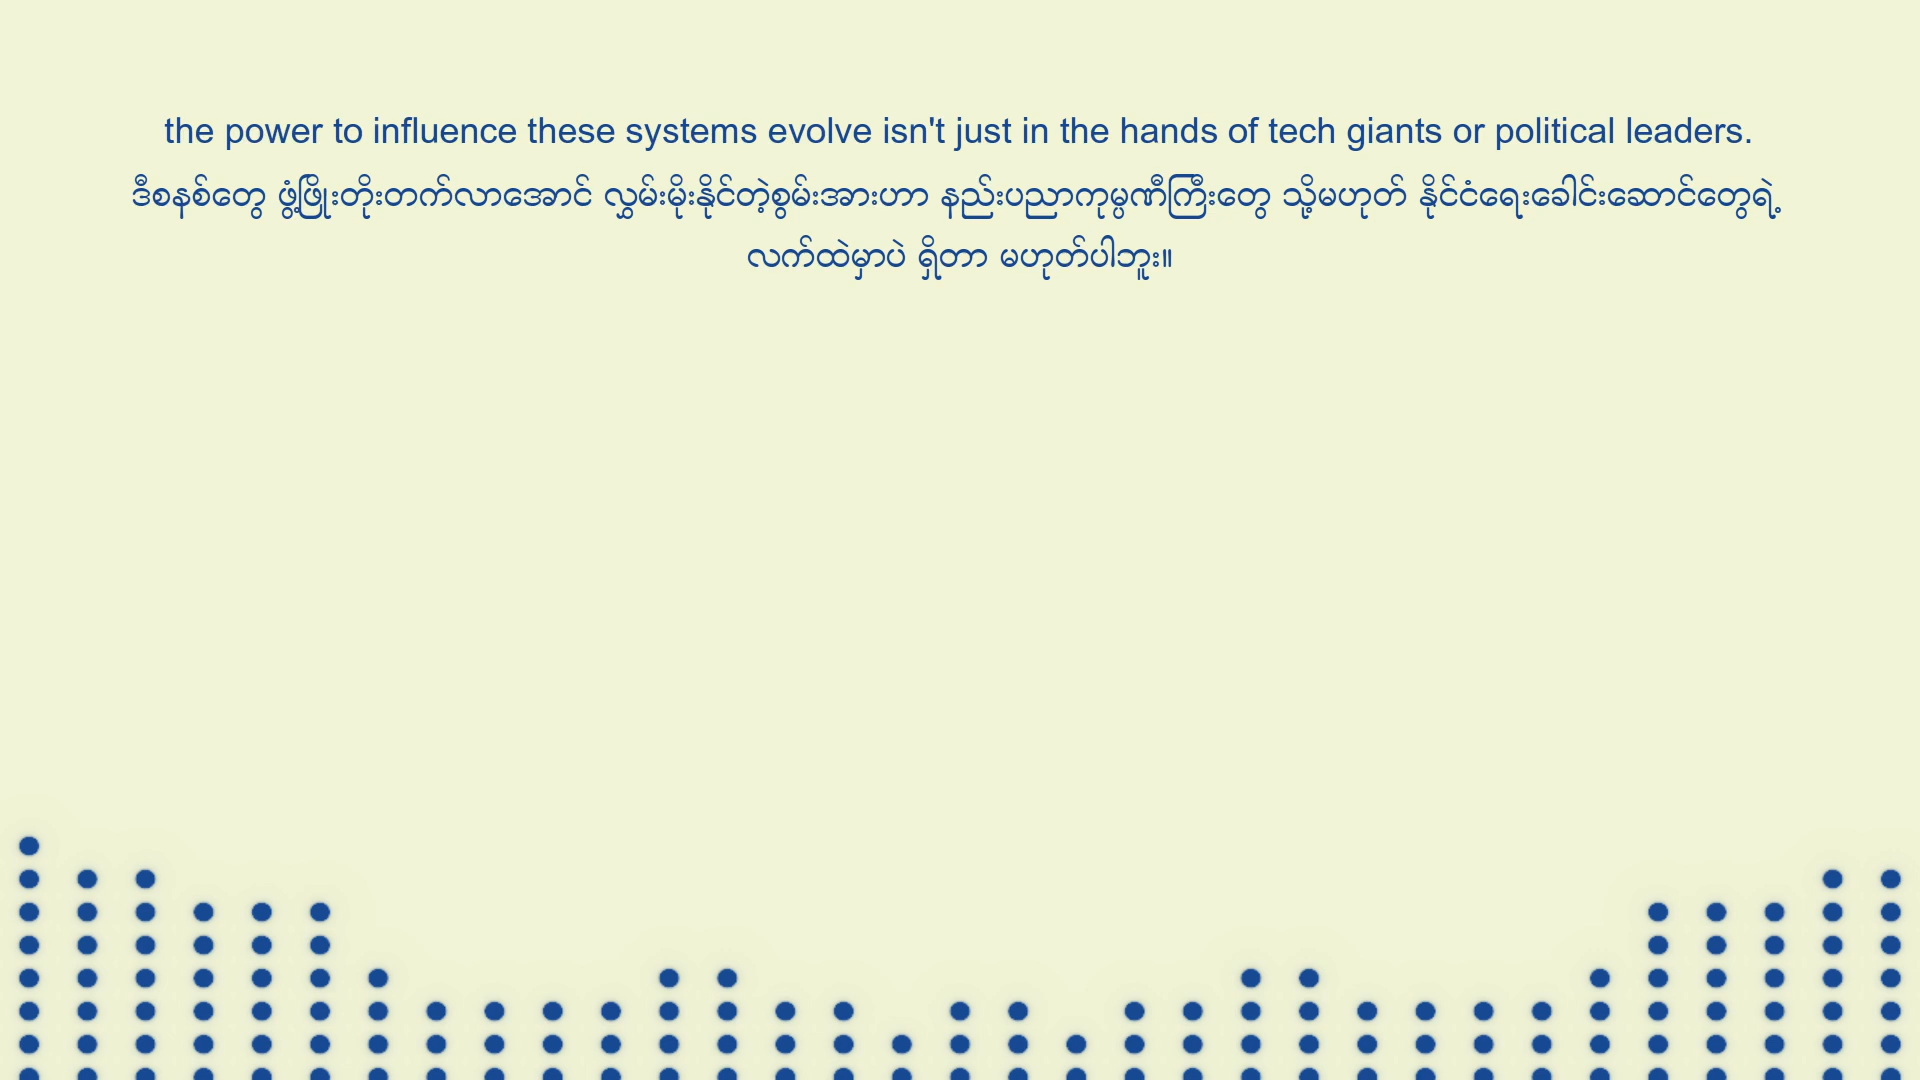 the power to influence these systems evolve isn't just in the hands of tech giants or political leaders.
ဒီစနစ်တွေ ဖွံ့ဖြိုးတိုးတက်လာအောင် လွှမ်းမိုးနိုင်တဲ့စွမ်းအားဟာ နည်းပညာကုမ္ပဏီကြီးတွေ သို့မဟုတ် နိုင်ငံရေးခေါင်းဆောင်တွေရဲ့
လက်ထဲမှာပဲ ရှိတာ မဟုတ်ပါဘူး။